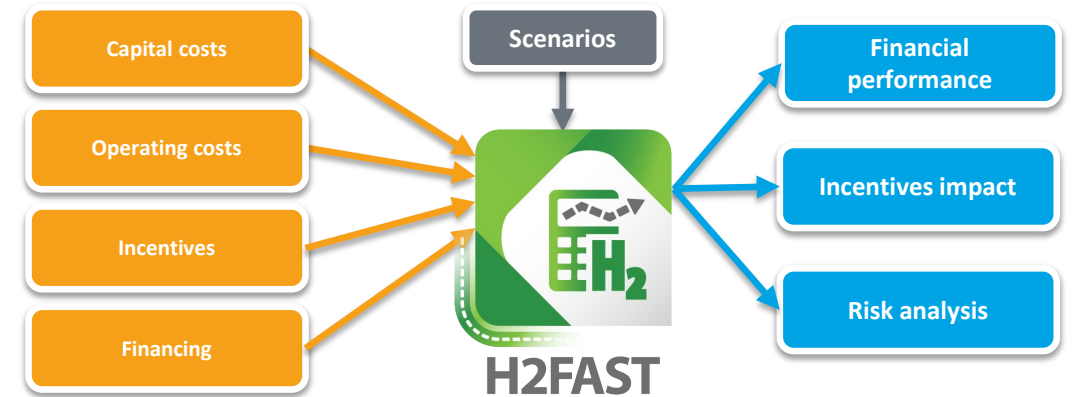 Capital costs
Operating costs
Incentives
Financing
Scenarios
H2
H2FAST
Financial
performance
Incentives impact
Risk analysis